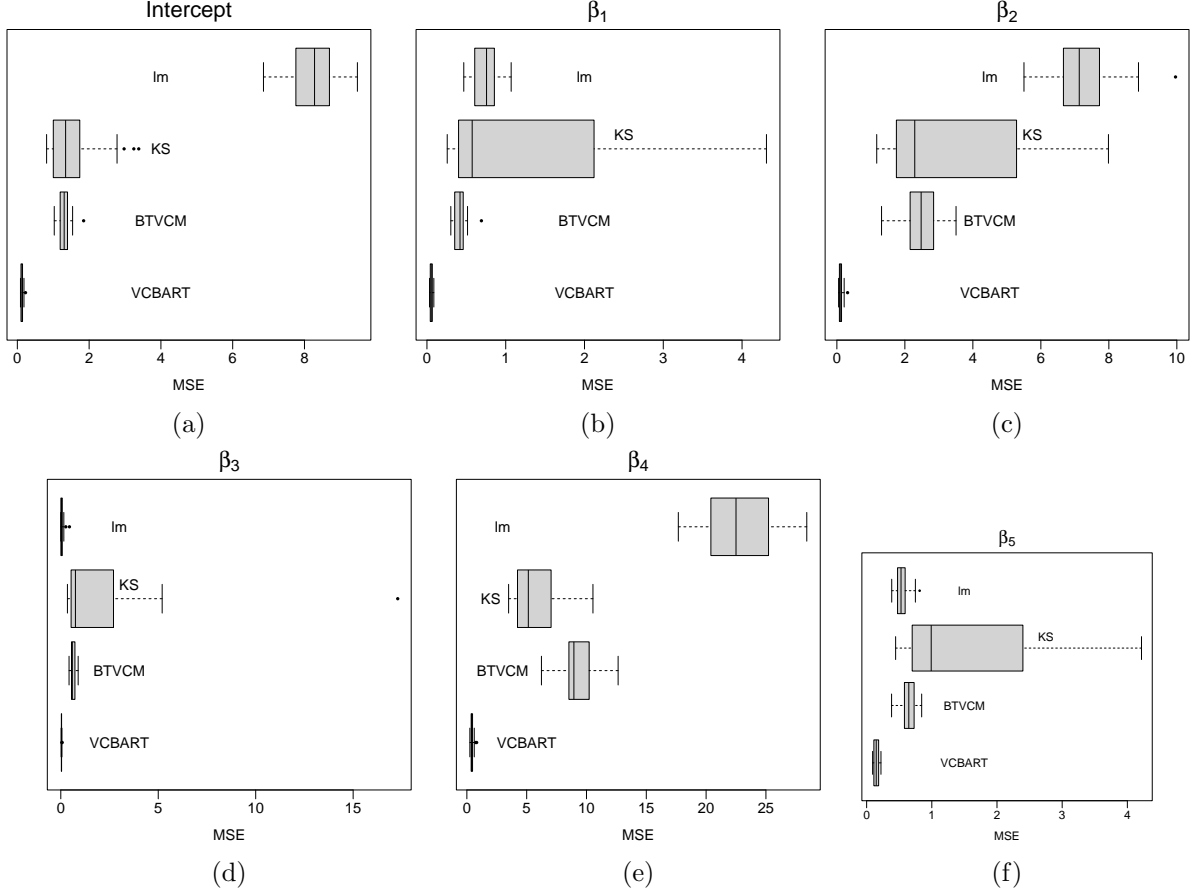 Intercept
lm
KS
BTVCM
VCBART
0 2 4 6 8
MSE
(a)
β1
lm
KS
BTVCM
VCBART
0 1 2 3 4
MSE
(b)
β2
lm
KS
BTVCM
VCBART
0 2 4 6 8 10
MSE
(c)
β3
lm
KS
BTVCM
VCBART
0 5 10 15
MSE
(d)
β4
lm
KS
BTVCM
VCBART
0 5 10 15 20 25
MSE
(e)
β5
lm
KS
BTVCM
VCBART
0 1 2 3 4
MSE
(f)